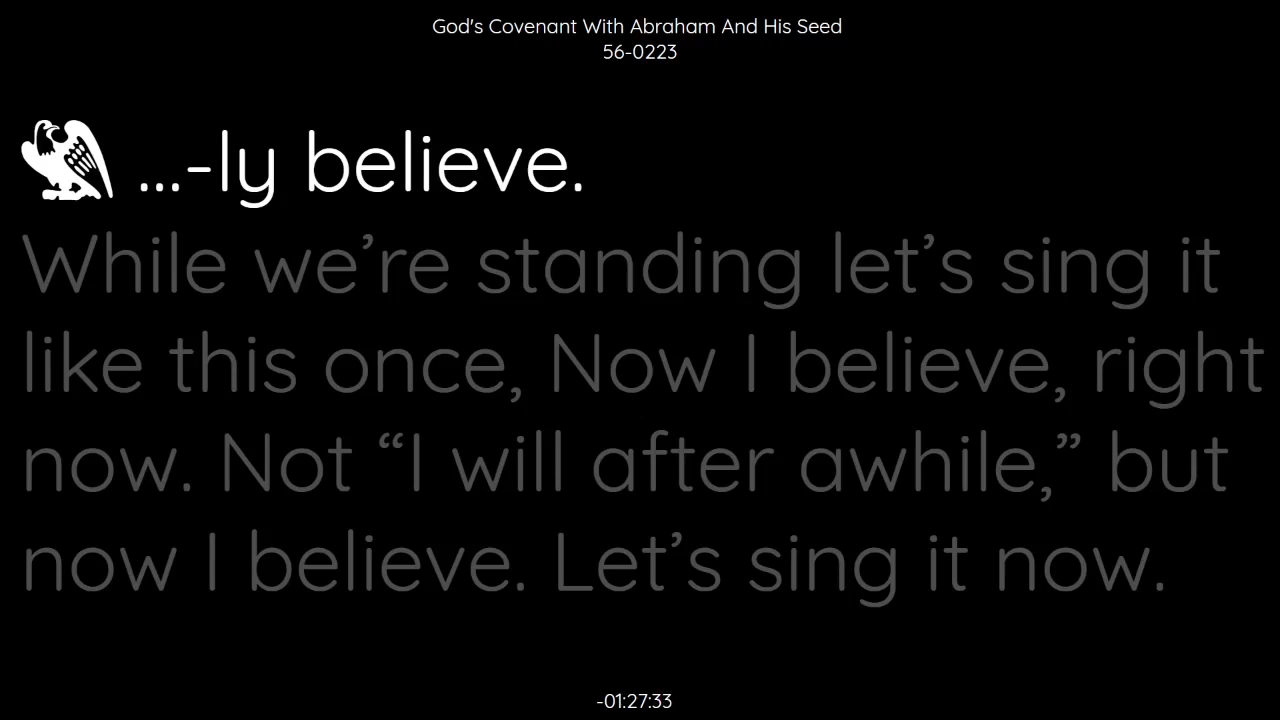 God's Covenant With Abraham And His Seed
56-0223
...-ly believe.
While we’re standing let’s sing it
like this once, Now I believe, right
now. Not “I will after awhile,” but
now I believe. Let’s sing it now.
-01:27:33